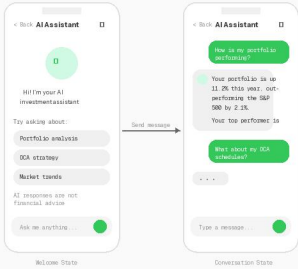 < Back AI Assistant
Hi! I'm your AI
investment assistant
Try asking about:
Portfolio analysis
DCA strategy
Market trends
AI responses are not
financial advice
Ask me anything...
Welcome State
Send message
< Back AI Assistant
How is my portfolio
performing?
Your portfolio is up
11.2% this year, out-
performing the S&P
500 by 2.1%.
Your top performer is
What about my DCA
schedules?
...
Type a message...
Conversation State